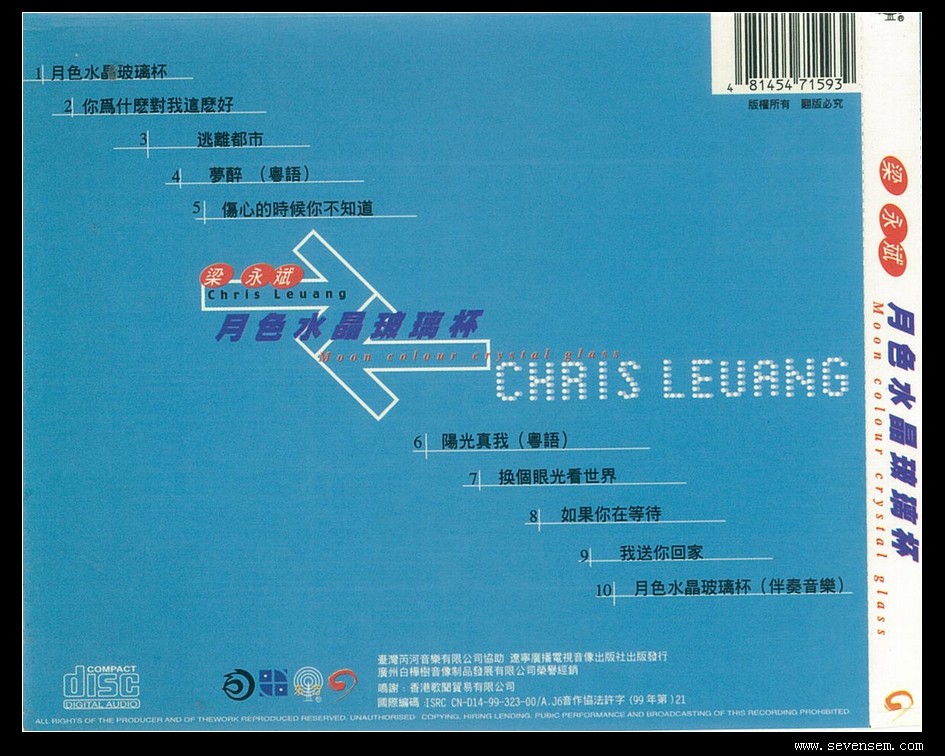 4 81454 71593
版權所有 翻版必究
1 月色水晶玻璃杯
2 你爲什麽對我這麽好
3 逃離都市
4 夢醉 （粵語）
5 傷心的時候你不知道
梁永斌
Chris Leuang
月色水晶玻璃杯
Moon colour crystal glass
CHRIS LEUANG
6 陽光真我（粵語）
7 換個眼光看世界
8 如果你在等待
9 我送你回家
10 月色水晶玻璃杯（伴奏音樂）
COMPACT
disc
DIGITAL AUDIO
臺灣芮河音樂有限公司協助 遼寧廣播電視音像出版社出版發行
廣州白樺樹音像制品發展有限公司榮譽經銷
鳴謝：香港歌聞貿易有限公司
國際編碼：ISRC CN-D14-99-323-00/A.J6音作協法許字（99年第）21
ALL RIGHTS OF THE PRODUCER AND OF THEWORK REPRODUCED RESERVED. UNAUTHORISED COPYING. HIRING LENDING. PUBIC PERFORMANCE AND BROADCASTING OF THIS RECORDING PROHIBITED.
梁永斌
月色水晶玻璃杯
Moon colour crystal glass
www.sevensem.com